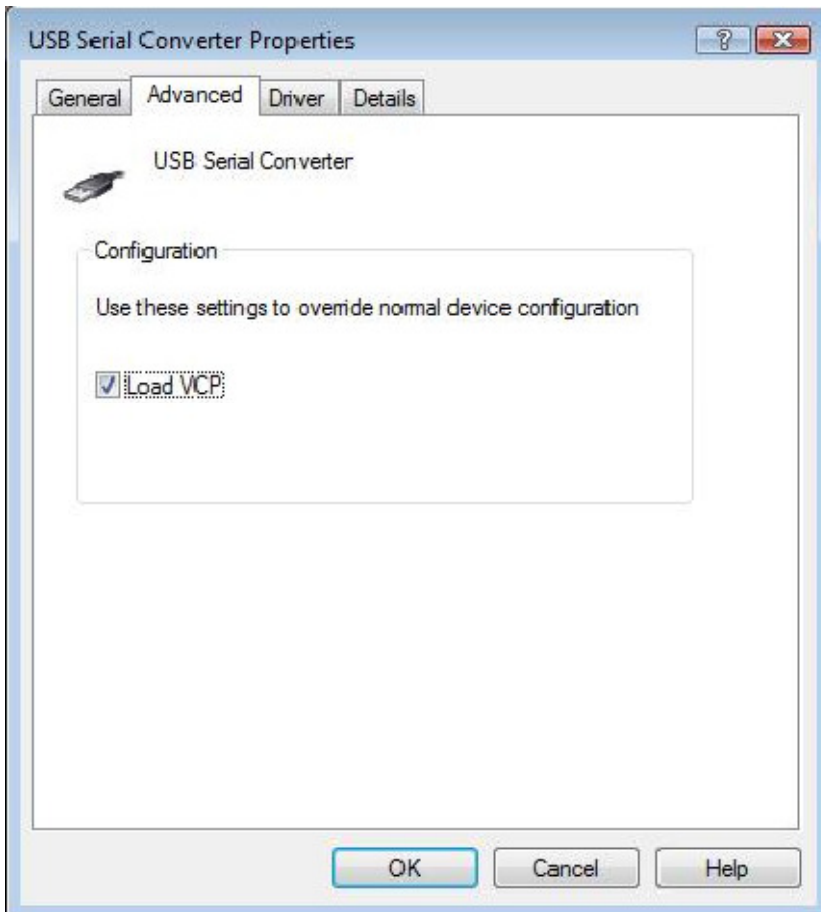 USB Serial Converter Properties
General Advanced Driver Details
USB Serial Converter
Configuration
Use these settings to override normal device configuration
Load VCP
OK Cancel Help